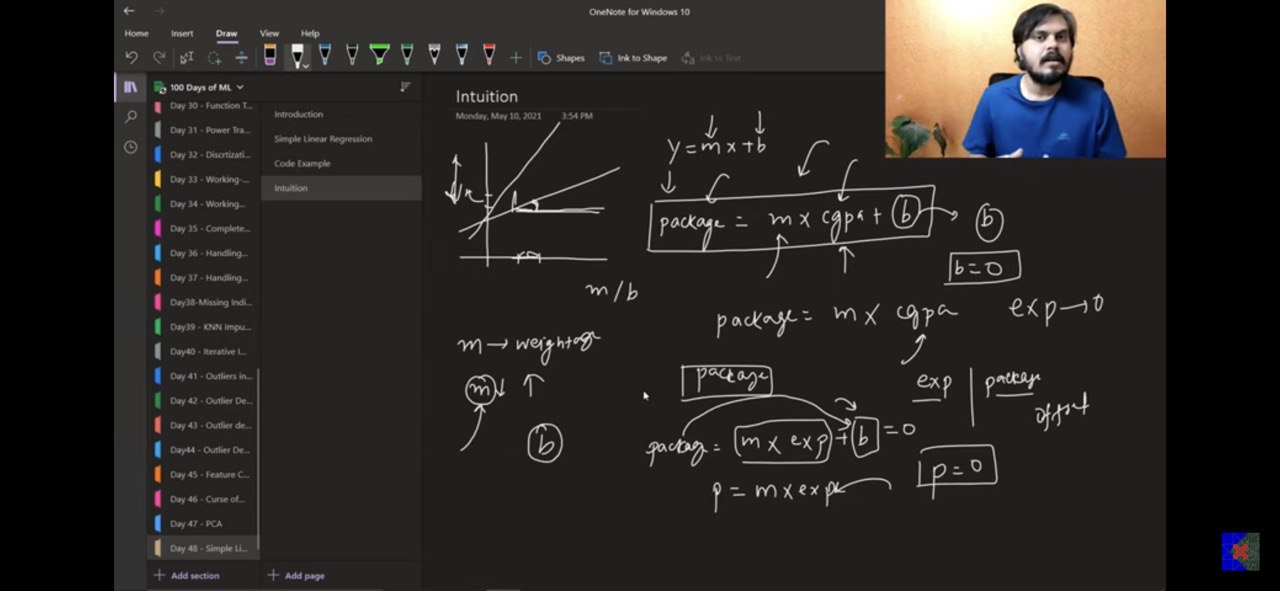 OneNote for Windows 10
Home Insert Draw View Help
Shapes Ink to Shape Ink to Text
100 Days of ML
Day 30 - Function T...
Day 31 - Power Tra...
Day 32 - Discrtizati...
Day 33 - Working-...
Day 34 - Working...
Day 35 - Complete...
Day 36 - Handling...
Day 37 - Handling...
Day38-Missing Indi...
Day39 - KNN Impu...
Day40 - Iterative I...
Day 41 - Outliers in...
Day 42 - Outlier De...
Day 43 - Outlier de...
Day44 - Outlier De...
Day 45 - Feature C...
Day 46 - Curse of...
Day 47 - PCA
Day 48 - Simple Li...
Add section
Introduction
Simple Linear Regression
Code Example
Intuition
Add page
Intuition
Monday, May 10, 2021 3:54 PM
y = mx + b
package = m x cgpa + b
b
b = 0
m/b
package = m x cgpa exp → 0
m → weightage
m ↓ ↑
b
package
exp | package
offset
package = m x exp + b = 0
p = m x exp
p = 0